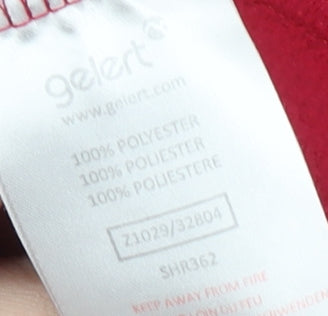 gelert
www.gelert.com
100% POLYESTER
100% POLIESTER
100% POLIESTERE
Z1029/32804
SHR362
KEEP AWAY FROM FIRE